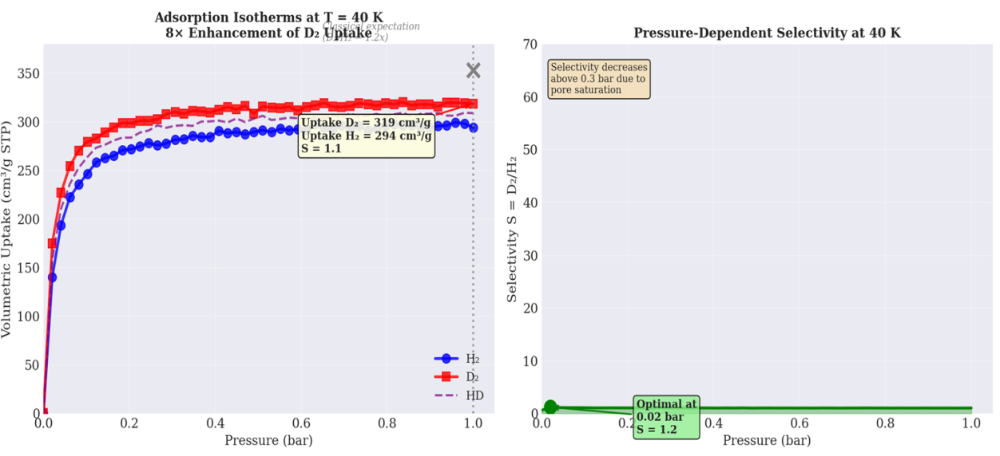 Adsorption Isotherms at T = 40 K
8× Enhancement of D₂ Uptake
Classical expectation
350
300
250
200
150
100
50
0
Volumetric Uptake (cm³/g STP)
Uptake D₂ = 319 cm³/g
Uptake H₂ = 294 cm³/g
S = 1.1
H₂
D₂
HD
0.0 0.2 0.4 0.6 0.8 1.0
Pressure (bar)
Pressure-Dependent Selectivity at 40 K
70
60
50
40
30
20
10
0
Selectivity S = D₂/H₂
Selectivity decreases
above 0.3 bar due to
pore saturation
Optimal at
0.02 bar
S = 1.2
0.0 0.2 0.4 0.6 0.8 1.0
Pressure (bar)